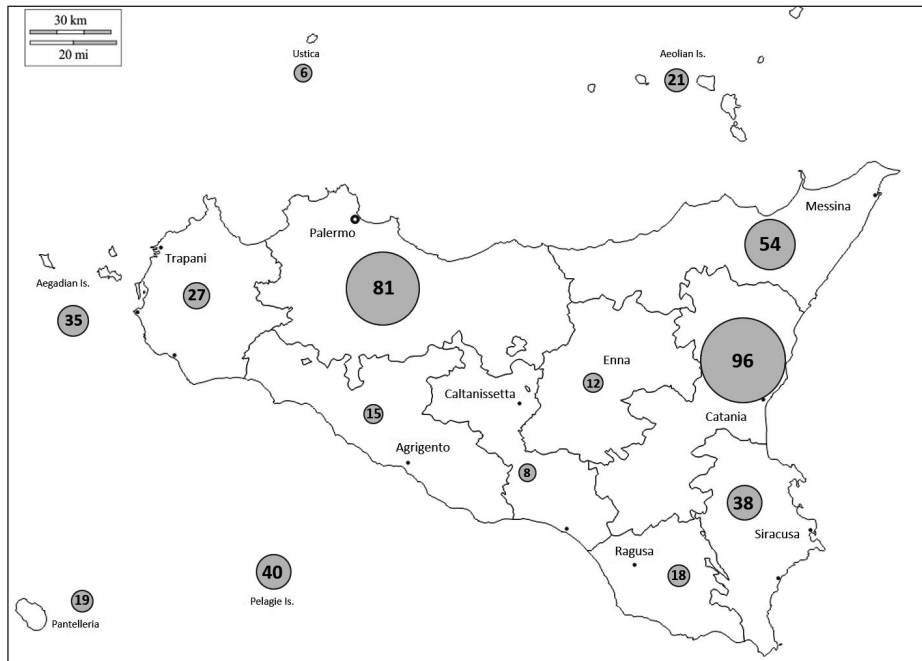 30 km
20 mi
Ustica
6
Aeolian Is.
21
Messina
54
Palermo
81
Trapani
27
Aegadian Is.
35
96
Catania
Enna
12
Caltanissetta
15
Agrigento
8
38
Siracusa
Ragusa
18
40
Pelagie Is.
19
Pantelleria